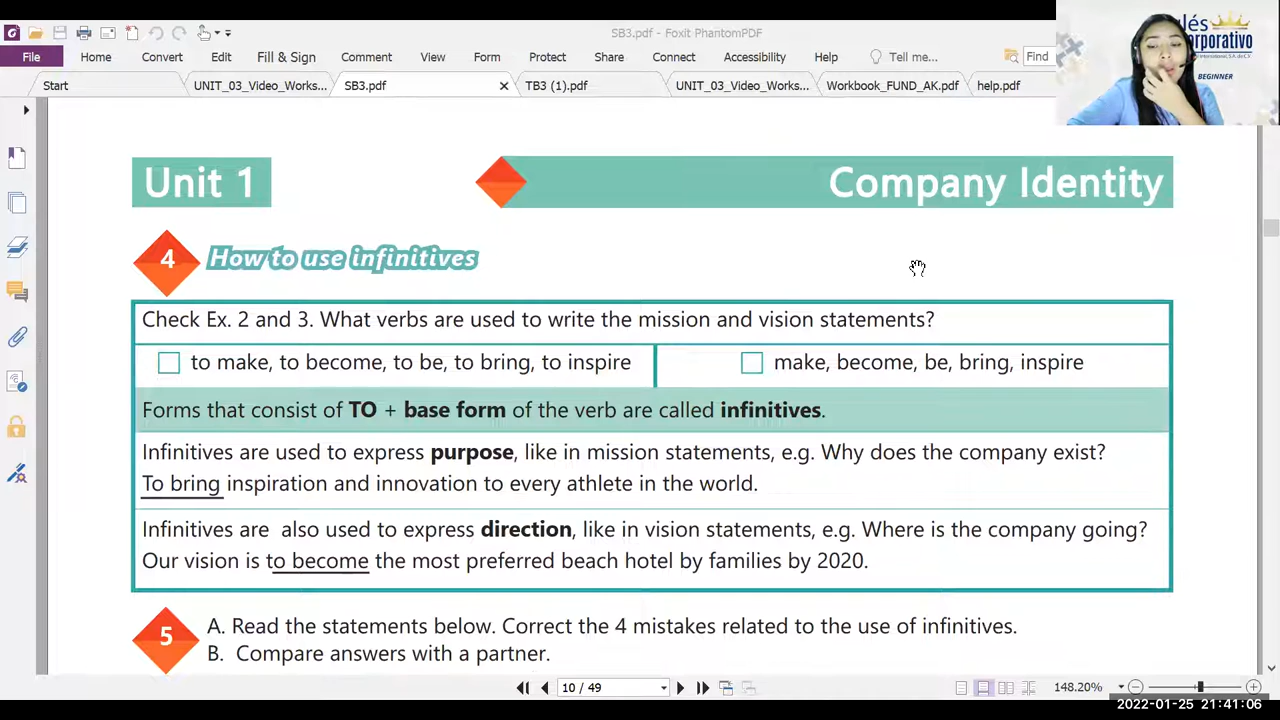 SB3.pdf - Foxit PhantomPDF
File Home Convert Edit Fill & Sign Comment View Form Protect Share Connect Accessibility Help Tell me... Find
Start UNIT_03_Video_Works... SB3.pdf TB3 (1).pdf UNIT_03_Video_Works... Workbook_FUND_AK.pdf help.pdf
lés
rporativo
BEGINNER
Unit 1 Company Identity
4 How to use infinitives
Check Ex. 2 and 3. What verbs are used to write the mission and vision statements?
to make, to become, to be, to bring, to inspire make, become, be, bring, inspire
Forms that consist of TO + base form of the verb are called infinitives.
Infinitives are used to express purpose, like in mission statements, e.g. Why does the company exist?
To bring inspiration and innovation to every athlete in the world.
Infinitives are also used to express direction, like in vision statements, e.g. Where is the company going?
Our vision is to become the most preferred beach hotel by families by 2020.
5 A. Read the statements below. Correct the 4 mistakes related to the use of infinitives.
B. Compare answers with a partner.
10 / 49 148.20%
2022-01-25 21:41:06